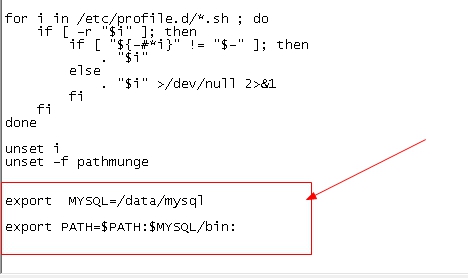 for i in /etc/profile.d/*.sh ; do
    if [ -r "$i" ]; then
        if [ "${-#*i}" != "$-" ]; then
            . "$i"
        else
            . "$i" >/dev/null 2>&1
        fi
    fi
done
unset i
unset -f pathmunge
export  MYSQL=/data/mysql
export PATH=$PATH:$MYSQL/bin: